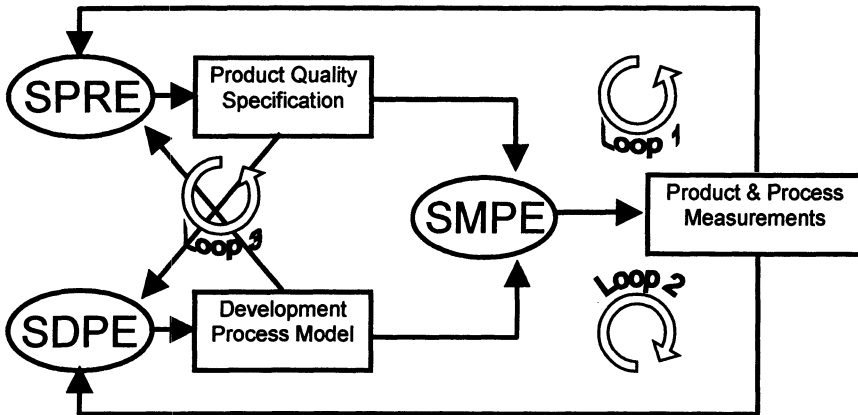 SPRE
Product Quality
Specification
Loop 1
Loop 3
SMPE
Product & Process
Measurements
Loop 2
SDPE
Development
Process Model